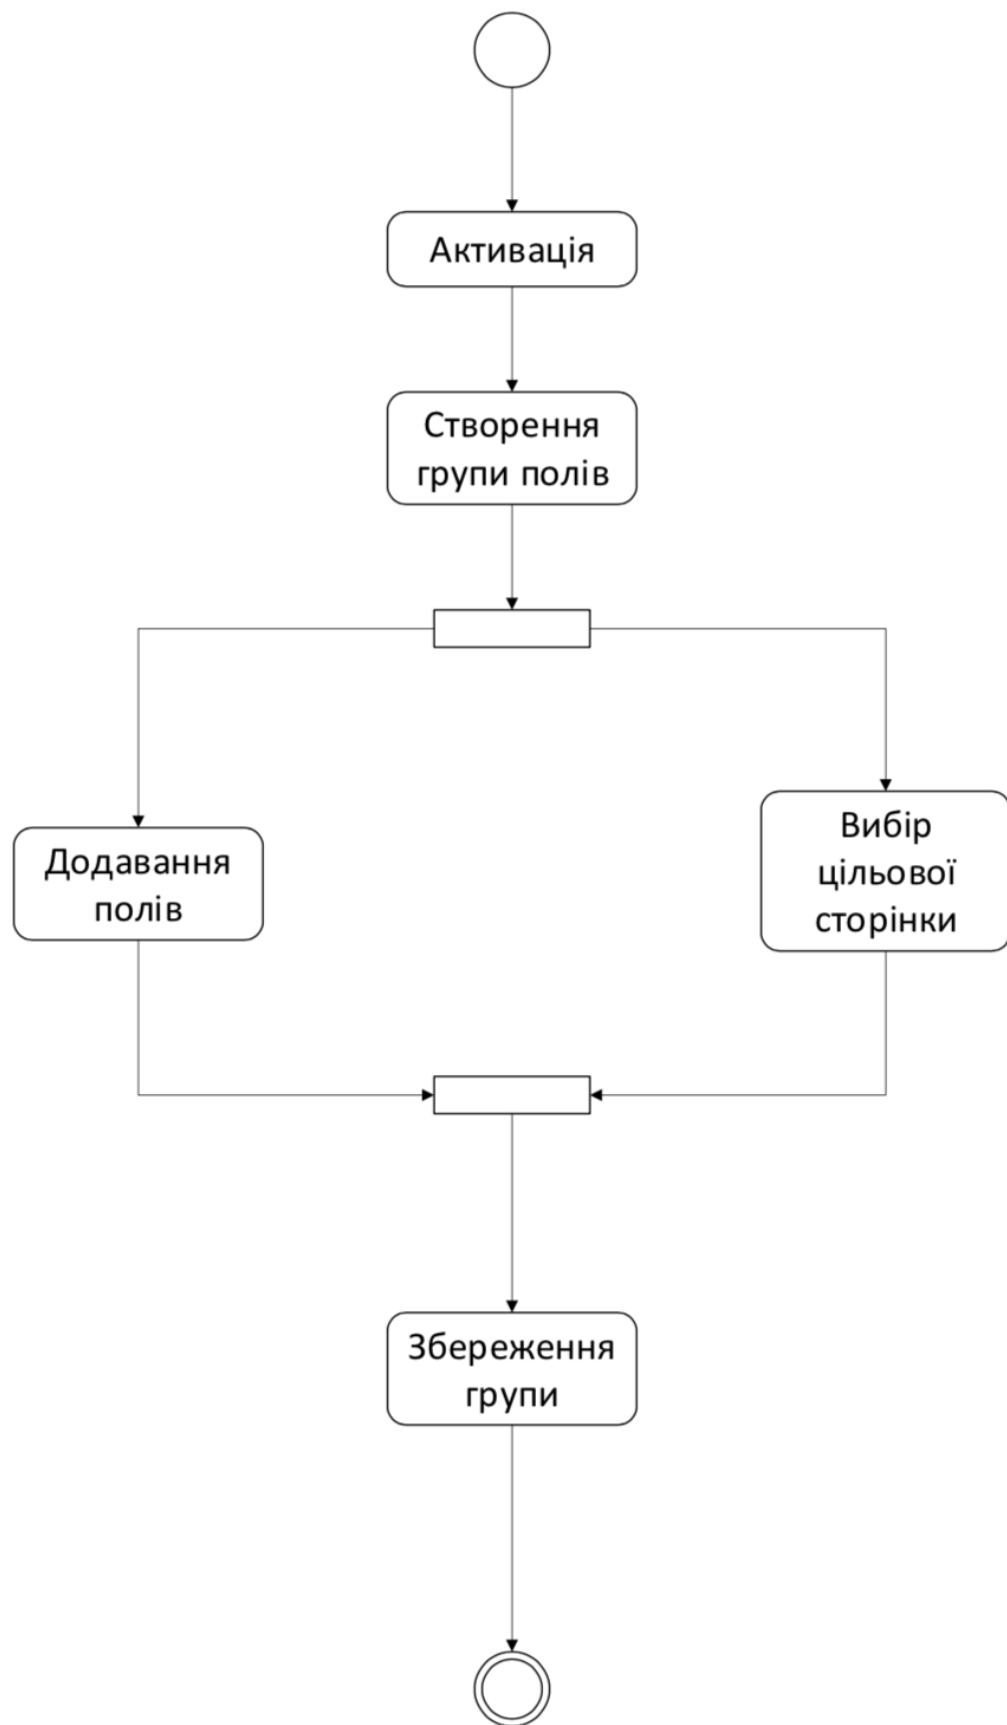 Активація
Створення
групи полів
Додавання
полів
Вибір
цільової
сторінки
Збереження
групи